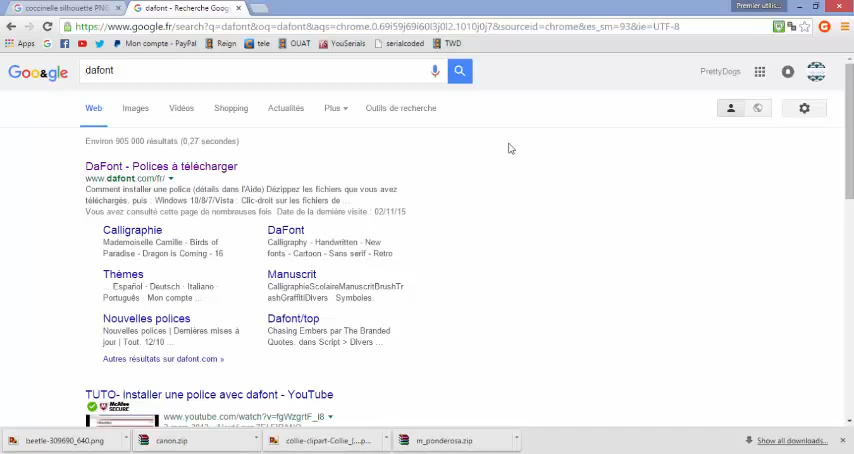 coccinelle silhouette PNG
dafont - Recherche Goog
Premier utilis...
https://www.google.fr/search?q=dafont&oq=dafont&aqs=chrome.0.69i59j69i60l3j0l2.1010j0j7&sourceid=chrome&es_sm=93&ie=UTF-8
Apps Mon compte - PayPal Reign tele OUAT YouSerials serialcoded TWD
dafont
PrettyDogs
Web Images Vidéos Shopping Actualités Plus Outils de recherche
Environ 905 000 résultats (0,27 secondes)
DaFont - Polices à télécharger
www.dafont.com/fr/
Comment installer une police (détails dans l'Aide) Dézippez les fichiers que vous avez
téléchargés, puis : Windows 10/8/7/Vista : Clic-droit sur les fichiers de ...
Vous avez consulté cette page de nombreuses fois. Date de la dernière visite : 02/11/15
Calligraphie
Mademoiselle Camille - Birds of
Paradise - Dragon is Coming - 16
DaFont
Calligraphy - Handwritten - New
fonts - Cartoon - Sans serif - Retro
Thèmes
... Español - Deutsch - Italiano -
Português · Mon compte ...
Manuscrit
CalligraphieScolaireManuscritBrushTr
ashGraffitiDivers · Symboles.
Nouvelles polices
Nouvelles polices | Dernières mises à
jour | Tout. 12/10 ...
Dafont/top
Chasing Embers par The Branded
Quotes. dans Script > Divers ...
Autres résultats sur dafont.com »
TUTO- Installer une police avec dafont - YouTube
McAfee
SECURE
www.youtube.com/watch?v=fgWzgrtF_I8
beetle-309690_640.png canon.zip collie-clipart-Collie_[...p... m_ponderosa.zip Show all downloads...